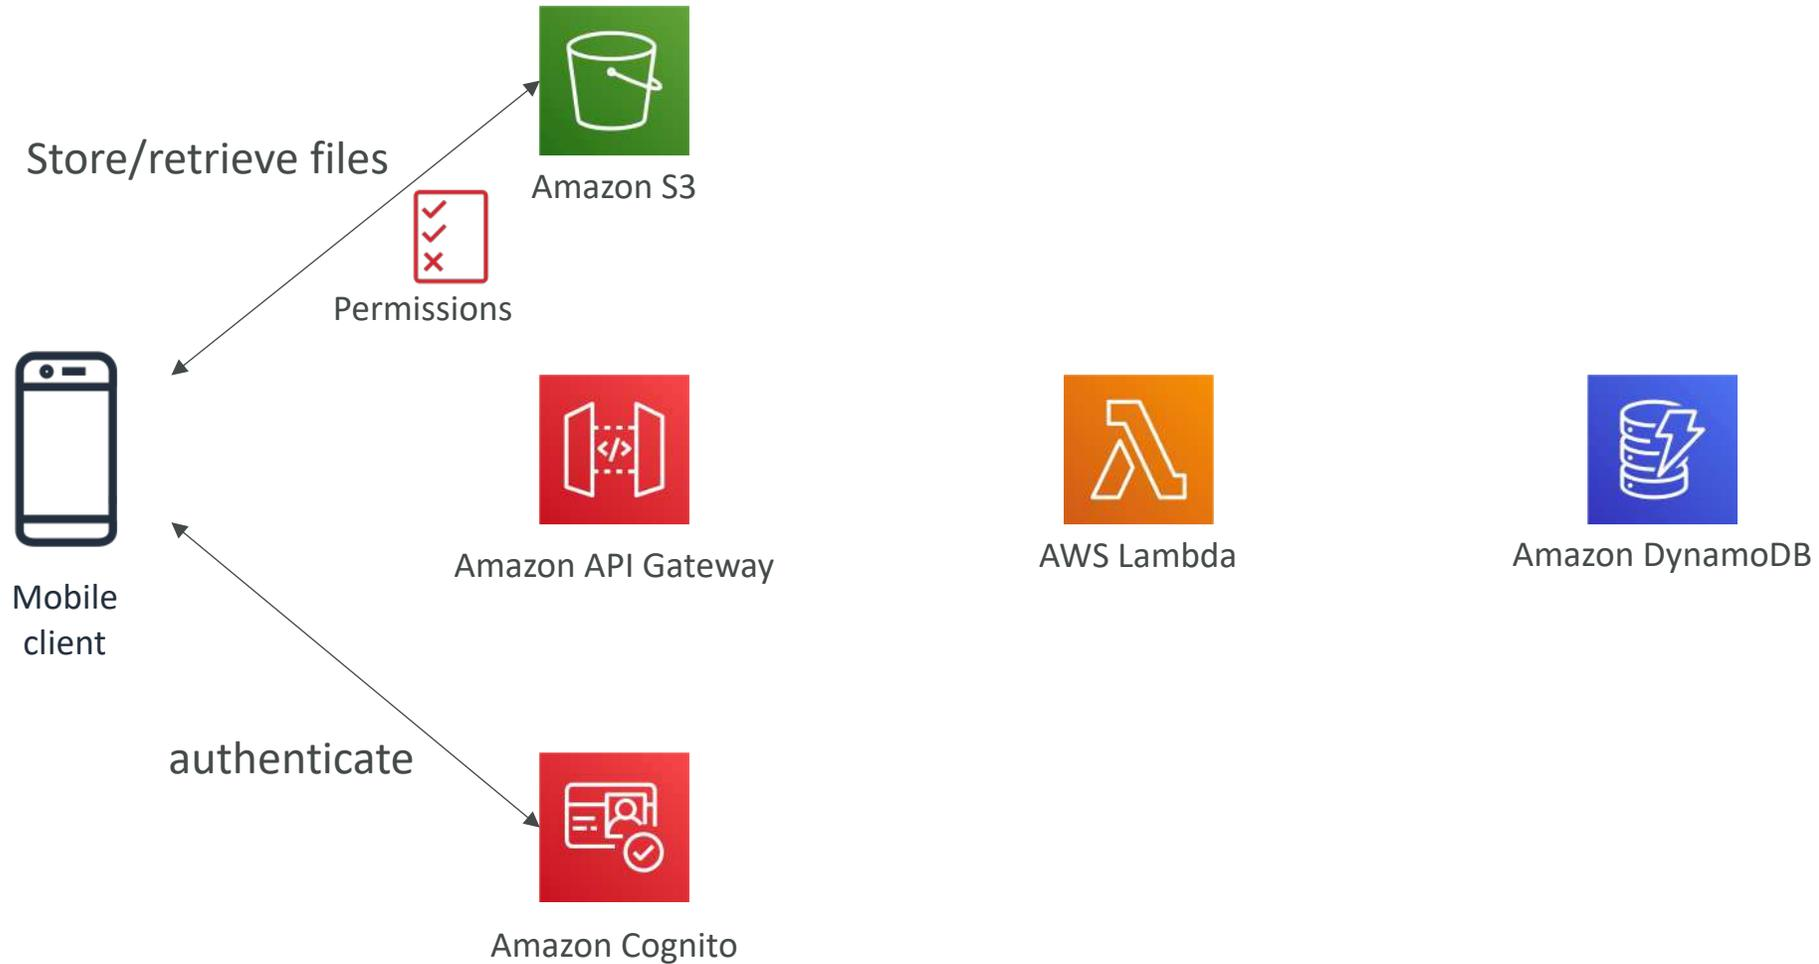 Store/retrieve files
Amazon S3
Permissions
Mobile
client
Amazon API Gateway
</>
AWS Lambda
Amazon DynamoDB
authenticate
Amazon Cognito